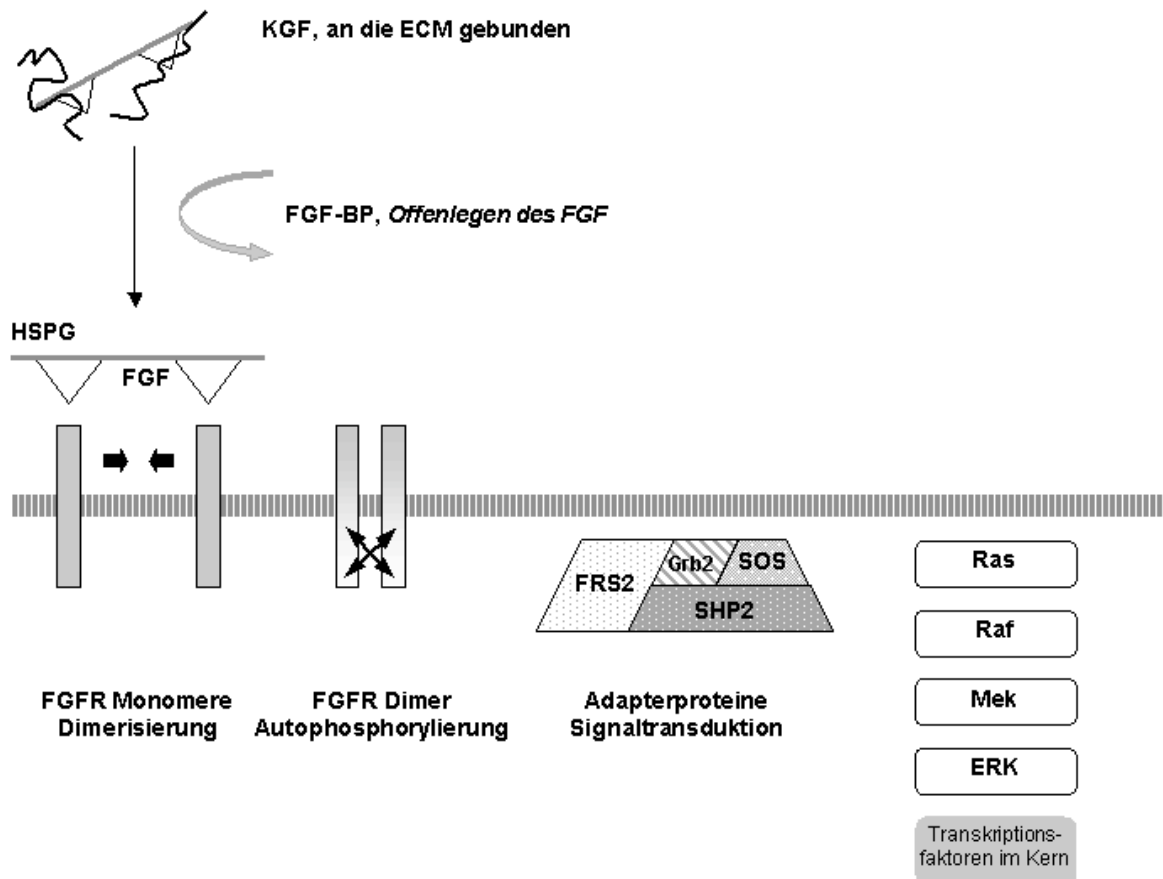 KGF, an die ECM gebunden
FGF-BP, Offenlegen des FGF
HSPG
FGF
FRS2
Grb2
SOS
SHP2
Ras
Raf
Mek
ERK
Transkriptions-
faktoren im Kern
FGFR Monomere
Dimerisierung
FGFR Dimer
Autophosphorylierung
Adapterproteine
Signaltransduktion